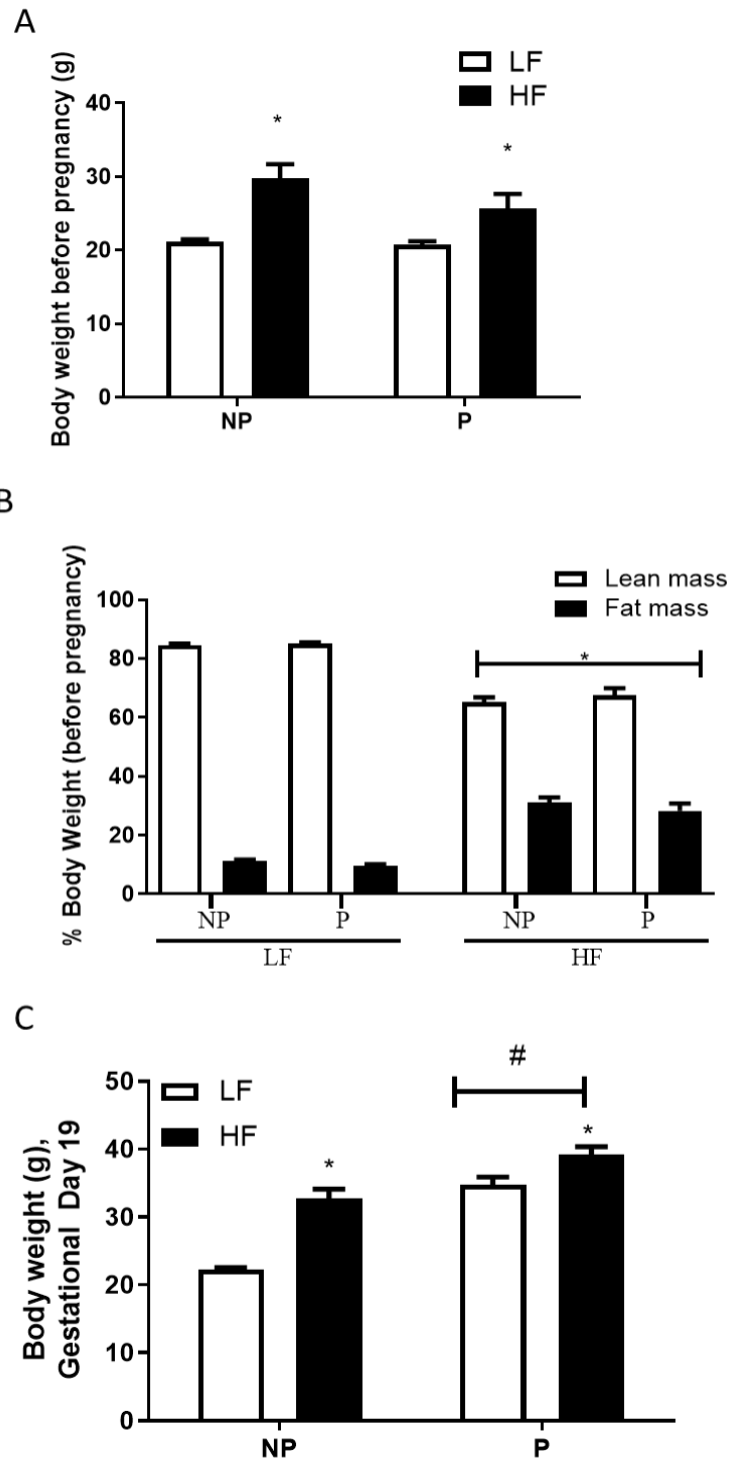 A
LF
HF
Body weight before pregnancy (g)
40
30
20
10
0
*
*
NP
P
B
Lean mass
Fat mass
% Body Weight (before pregnancy)
100
80
60
40
20
0
*
NP
P
NP
P
LF
HF
C
LF
HF
Body weight (g),
Gestational Day 19
50
40
30
20
10
0
*
#
*
NP
P